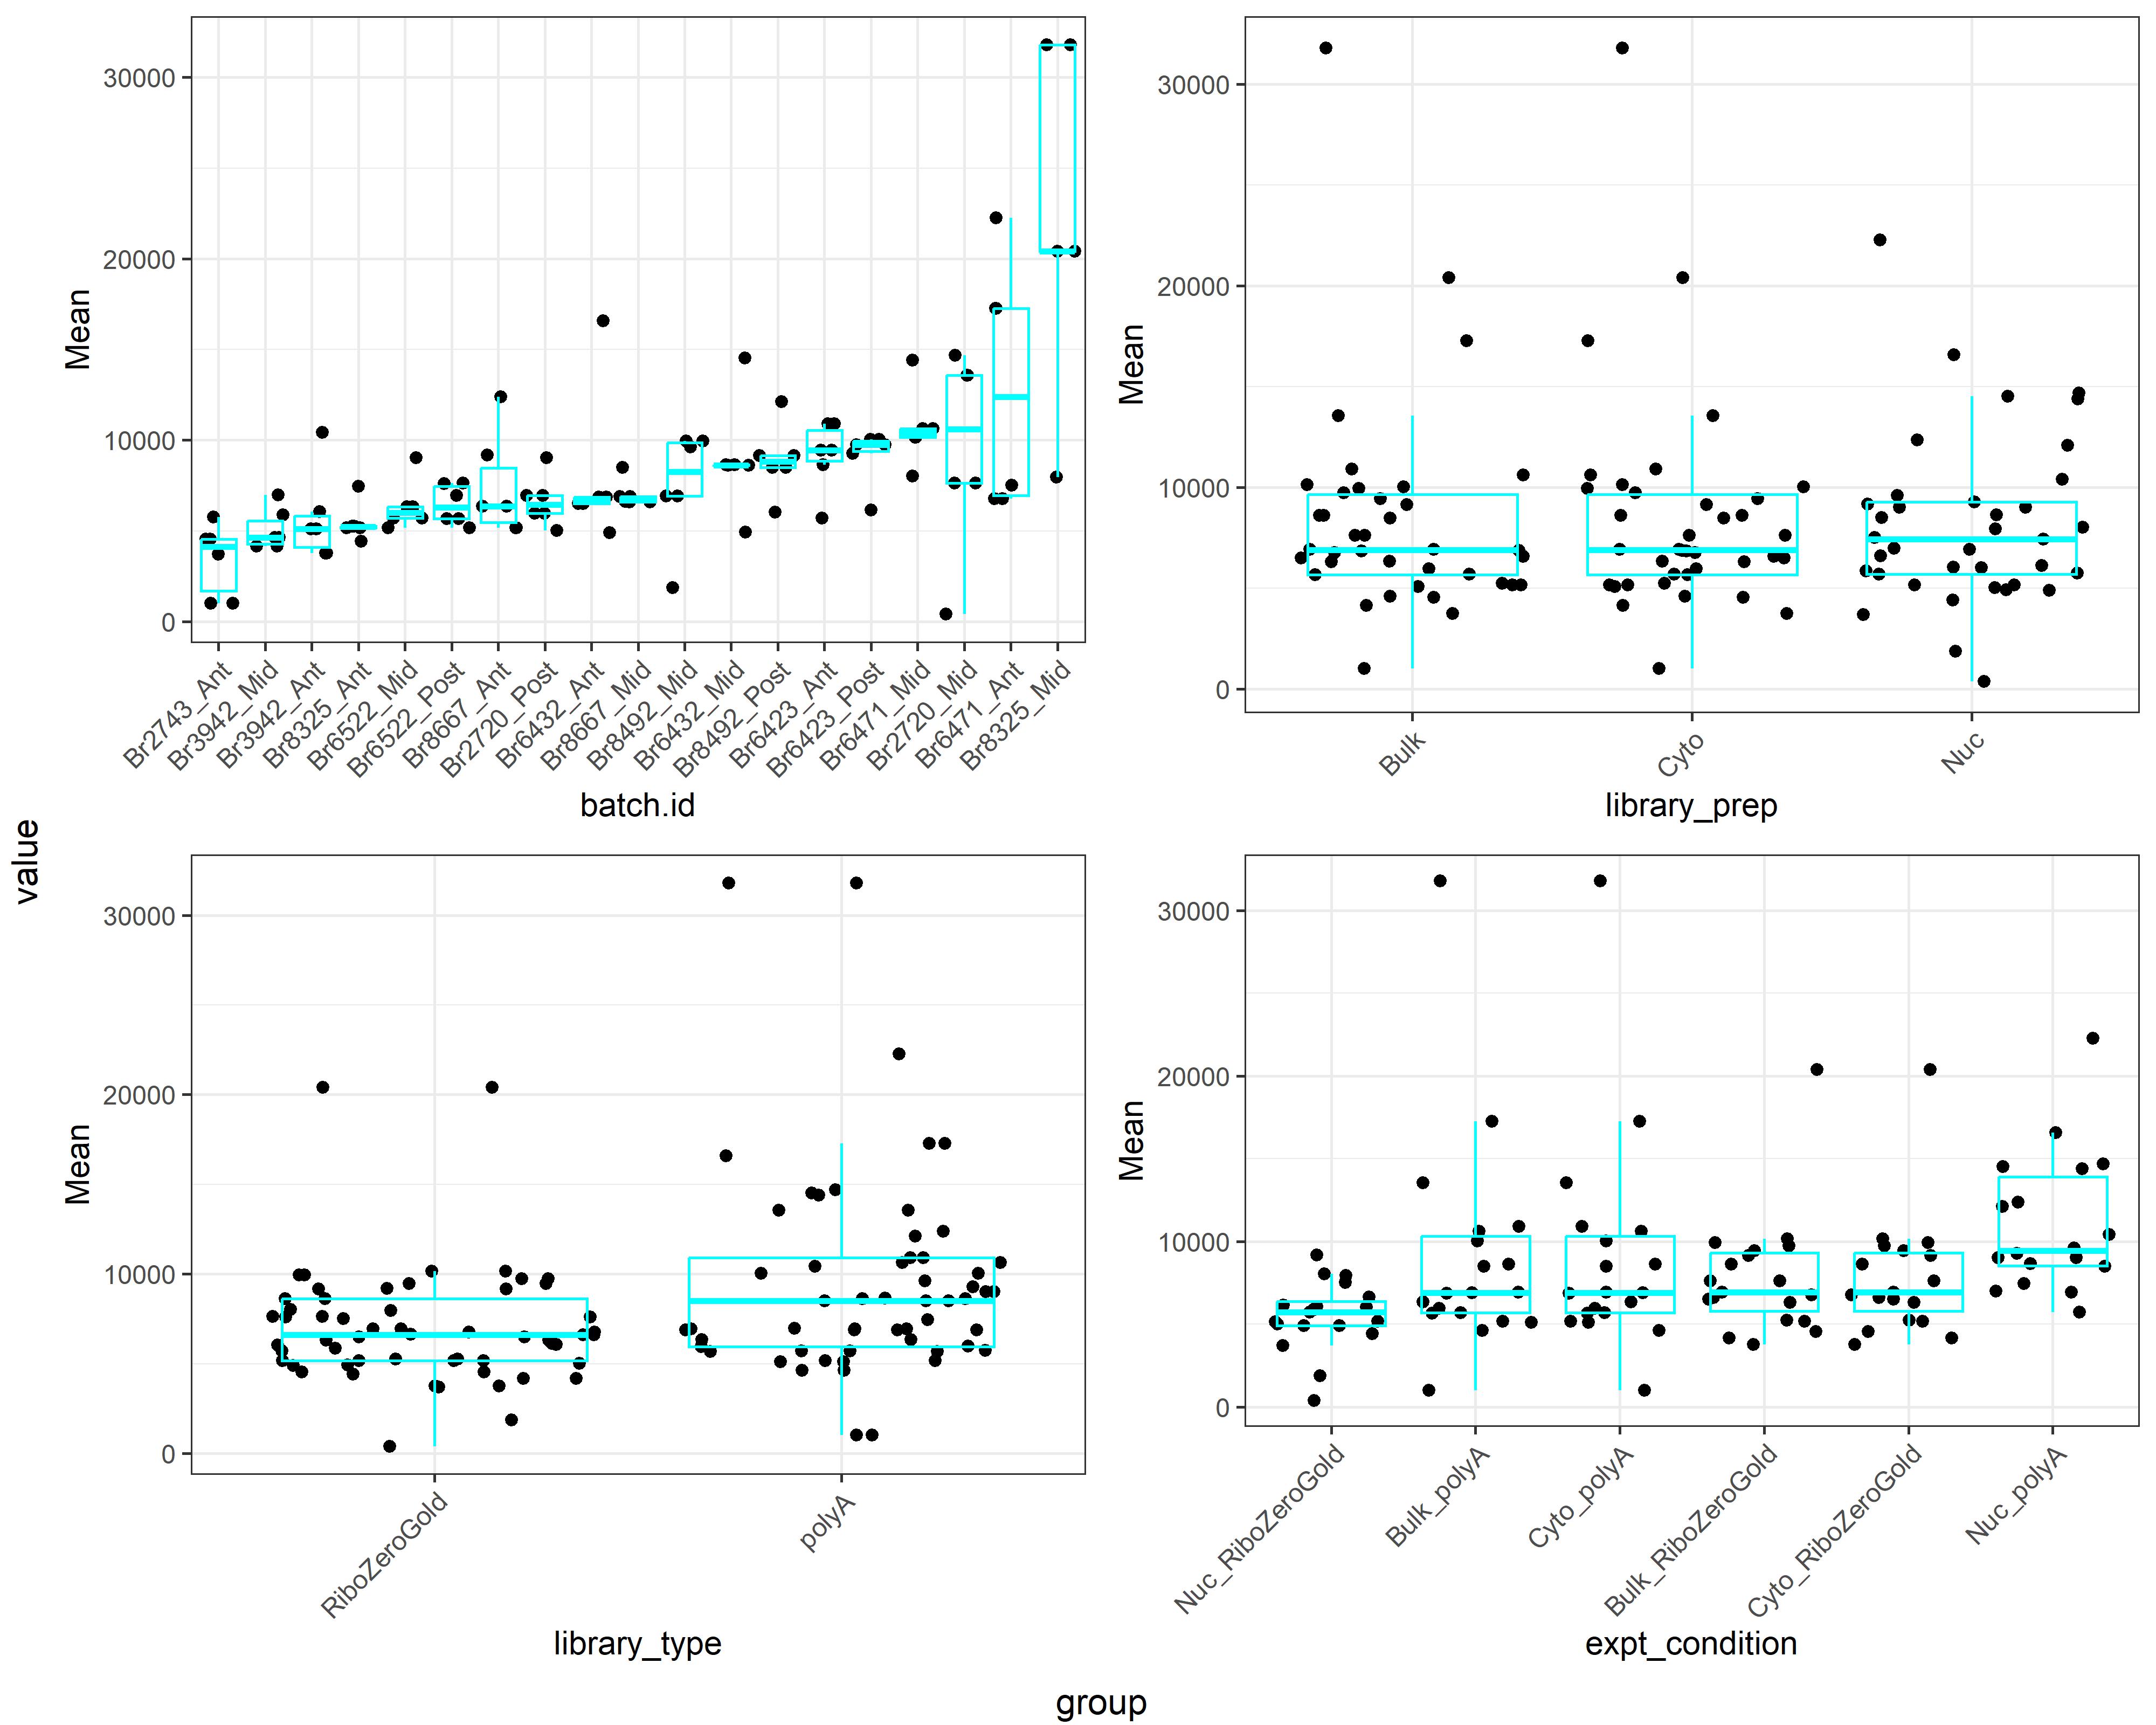 value
Mean
30000
20000
10000
0
Br2743_Ant
Br3942_Mid
Br3942_Ant
Br8325_Ant
Br6522_Mid
Br6522_Post
Br8667_Ant
Br2720_Post
Br6432_Ant
Br8667_Mid
Br8492_Mid
Br6432_Mid
Br8492_Post
Br6423_Ant
Br6423_Post
Br6471_Mid
Br2720_Mid
Br6471_Ant
Br8325_Mid
batch.id
Mean
30000
20000
10000
0
Bulk
Cyto
Nuc
library_prep
Mean
30000
20000
10000
0
RiboZeroGold
polyA
library_type
Mean
30000
20000
10000
0
Nuc_RiboZeroGold
Bulk_polyA
Cyto_polyA
Bulk_RiboZeroGold
Cyto_RiboZeroGold
Nuc_polyA
expt_condition
group